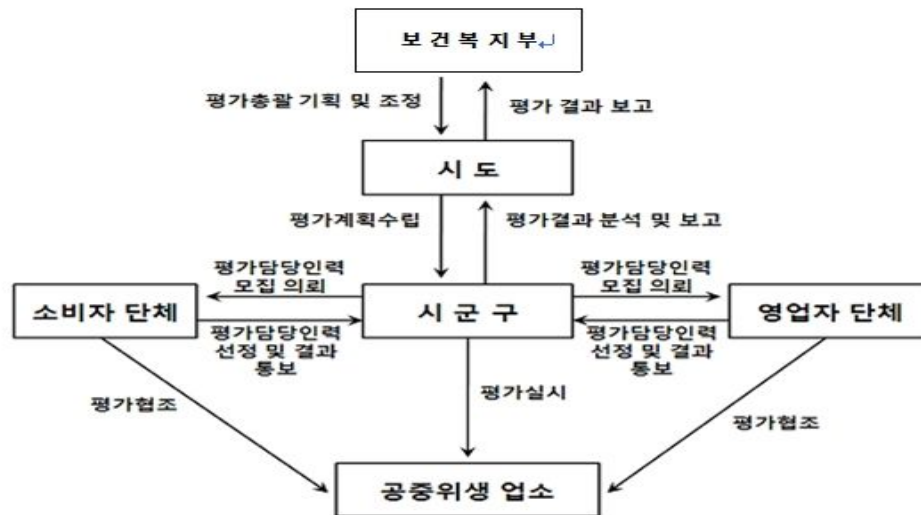 보건복지부↵
평가총괄 기획 및 조정
평가 결과 보고
시 도
평가계획수립
평가결과 분석 및 보고
평가담당인력
모집 의뢰
평가담당인력
모집 의뢰
소비자 단체
시 군 구
영업자 단체
평가담당인력
선정 및 결과
통보
평가담당인력
선정 및 결과
통보
평가협조
평가실시
평가협조
공중위생 업소